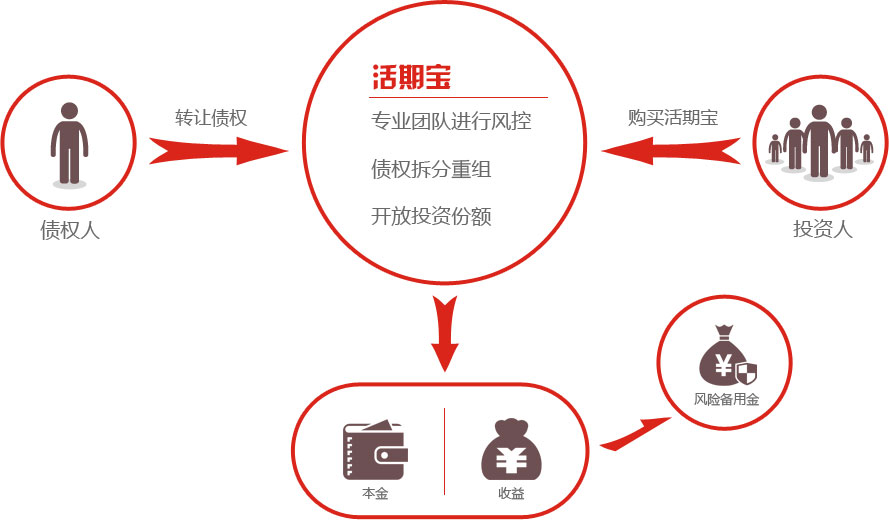 活期宝
专业团队进行风控
债权拆分重组
开放投资份额
转让债权
购买活期宝
债权人
投资人
风险备用金
本金
收益